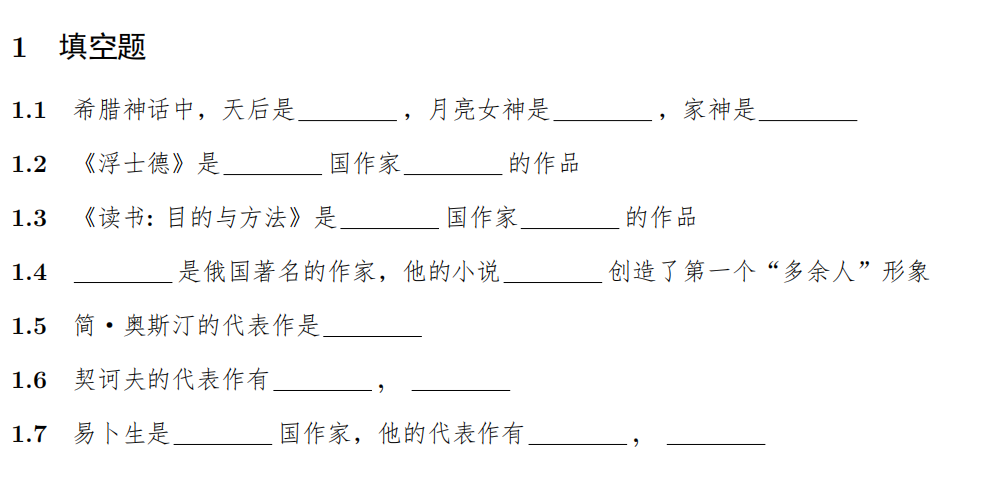 1 填空题
1.1 希腊神话中，天后是________，月亮女神是________，家神是________
1.2 《浮士德》是________国作家________的作品
1.3 《读书：目的与方法》是________国作家________的作品
1.4 ________是俄国著名的作家，他的小说________创造了第一个“多余人”形象
1.5 简·奥斯汀的代表作是________
1.6 契诃夫的代表作有________，________
1.7 易卜生是________国作家，他的代表作有________，________